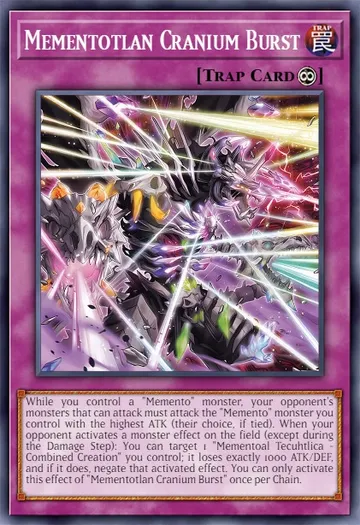 Mementotlan Cranium Burst
TRAP
罠
[Trap Card ∞]
While you control a "Memento" monster, your opponent's
monsters that can attack must attack the "Memento" monster you
control with the highest ATK (their choice, if tied). When your
opponent activates a monster effect on the field (except during
the Damage Step): You can target 1 "Mementoal Tecuhtlica -
Combined Creation" you control; it loses exactly 1000 ATK/DEF,
and if it does, negate that activated effect. You can only activate
this effect of "Mementotlan Cranium Burst" once per Chain.